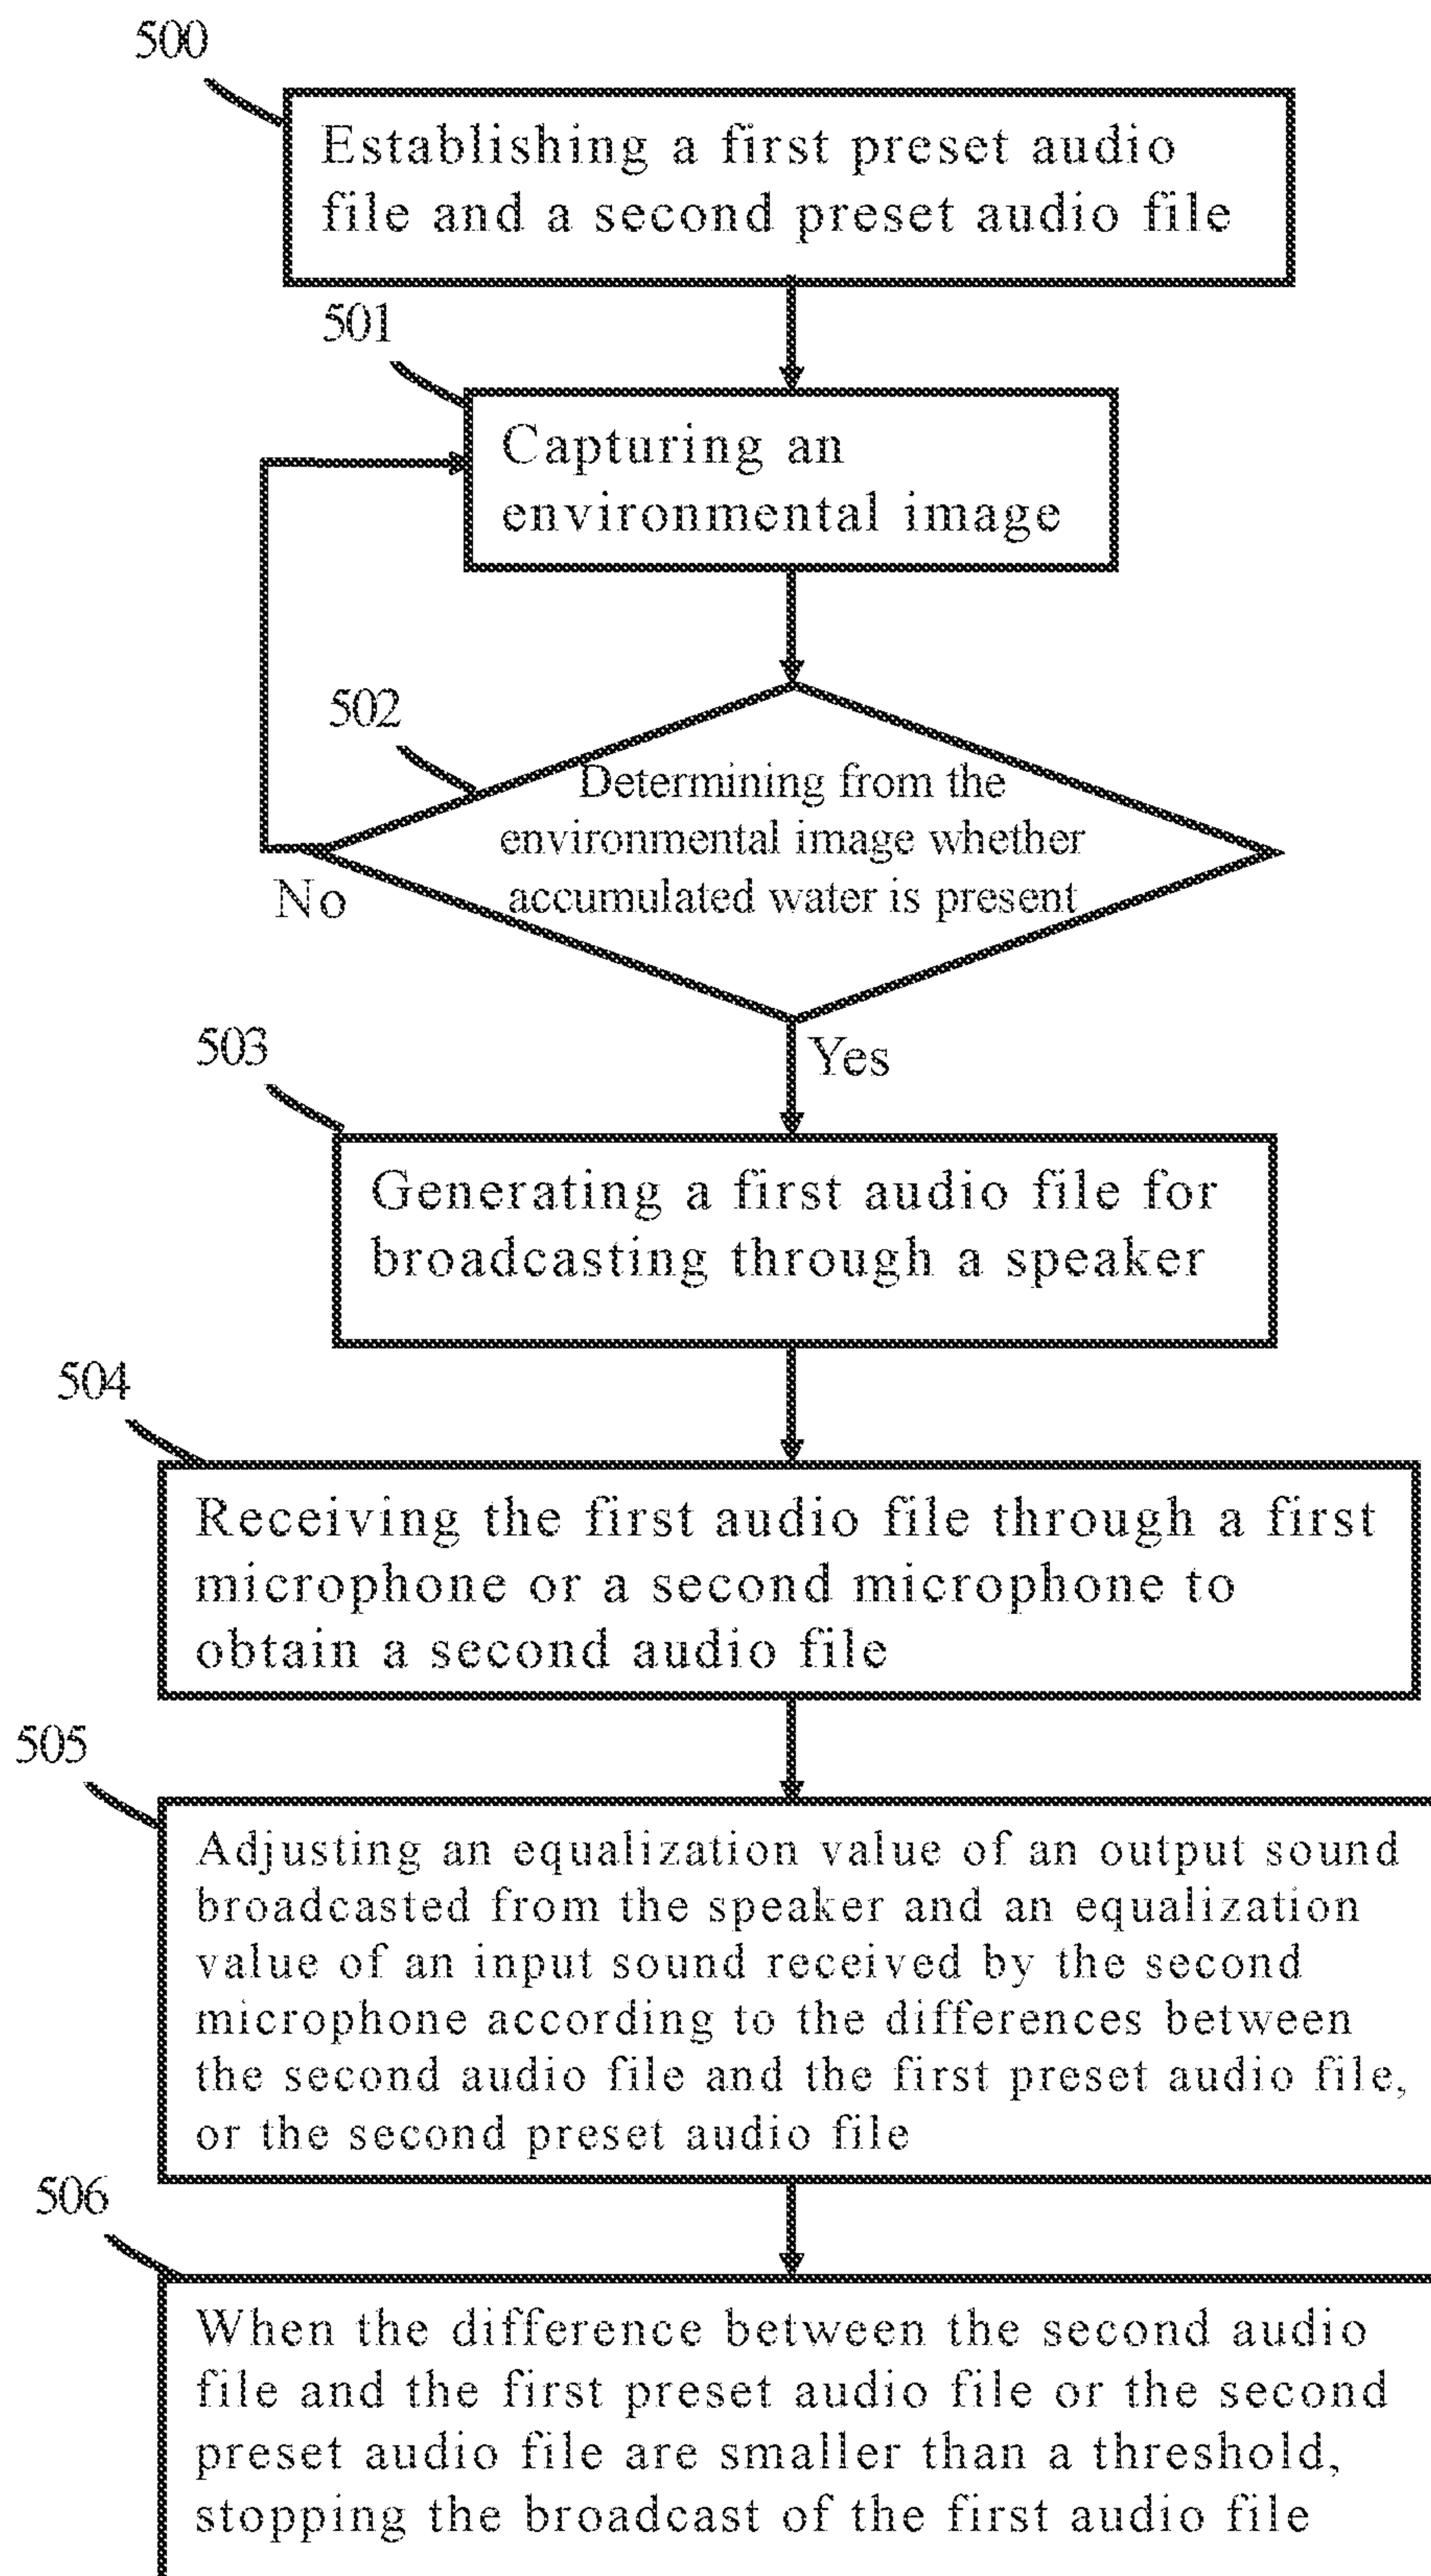 500
Establishing a first preset audio
file and a second preset audio file
501
Capturing an
environmental image
502
Determining from the
environmental image whether
accumulated water is present
No
Yes
503
Generating a first audio file for
broadcasting through a speaker
504
Receiving the first audio file through a first
microphone or a second microphone to
obtain a second audio file
505
Adjusting an equalization value of an output sound
broadcasted from the speaker and an equalization
value of an input sound received by the second
microphone according to the differences between
the second audio file and the first preset audio file,
or the second preset audio file
506
When the difference between the second audio
file and the first preset audio file or the second
preset audio file are smaller than a threshold,
stopping the broadcast of the first audio file